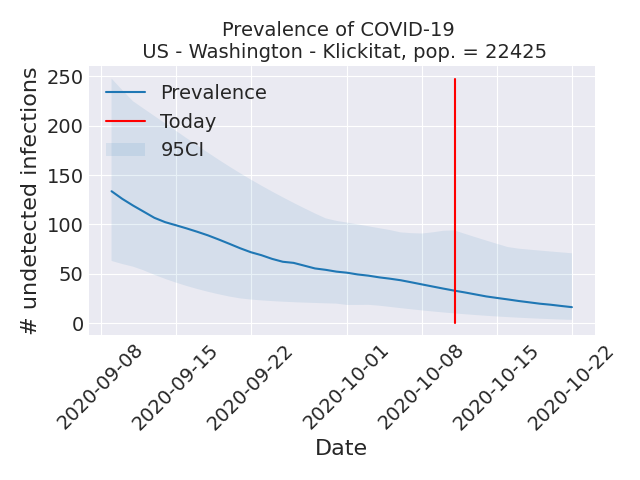 Prevalence of COVID-19
US - Washington - Klickitat, pop. = 22425
# undetected infections
250
200
150
100
50
0
Prevalence
Today
95CI
2020-09-08
2020-09-15
2020-09-22
2020-10-01
2020-10-08
2020-10-15
2020-10-22
Date